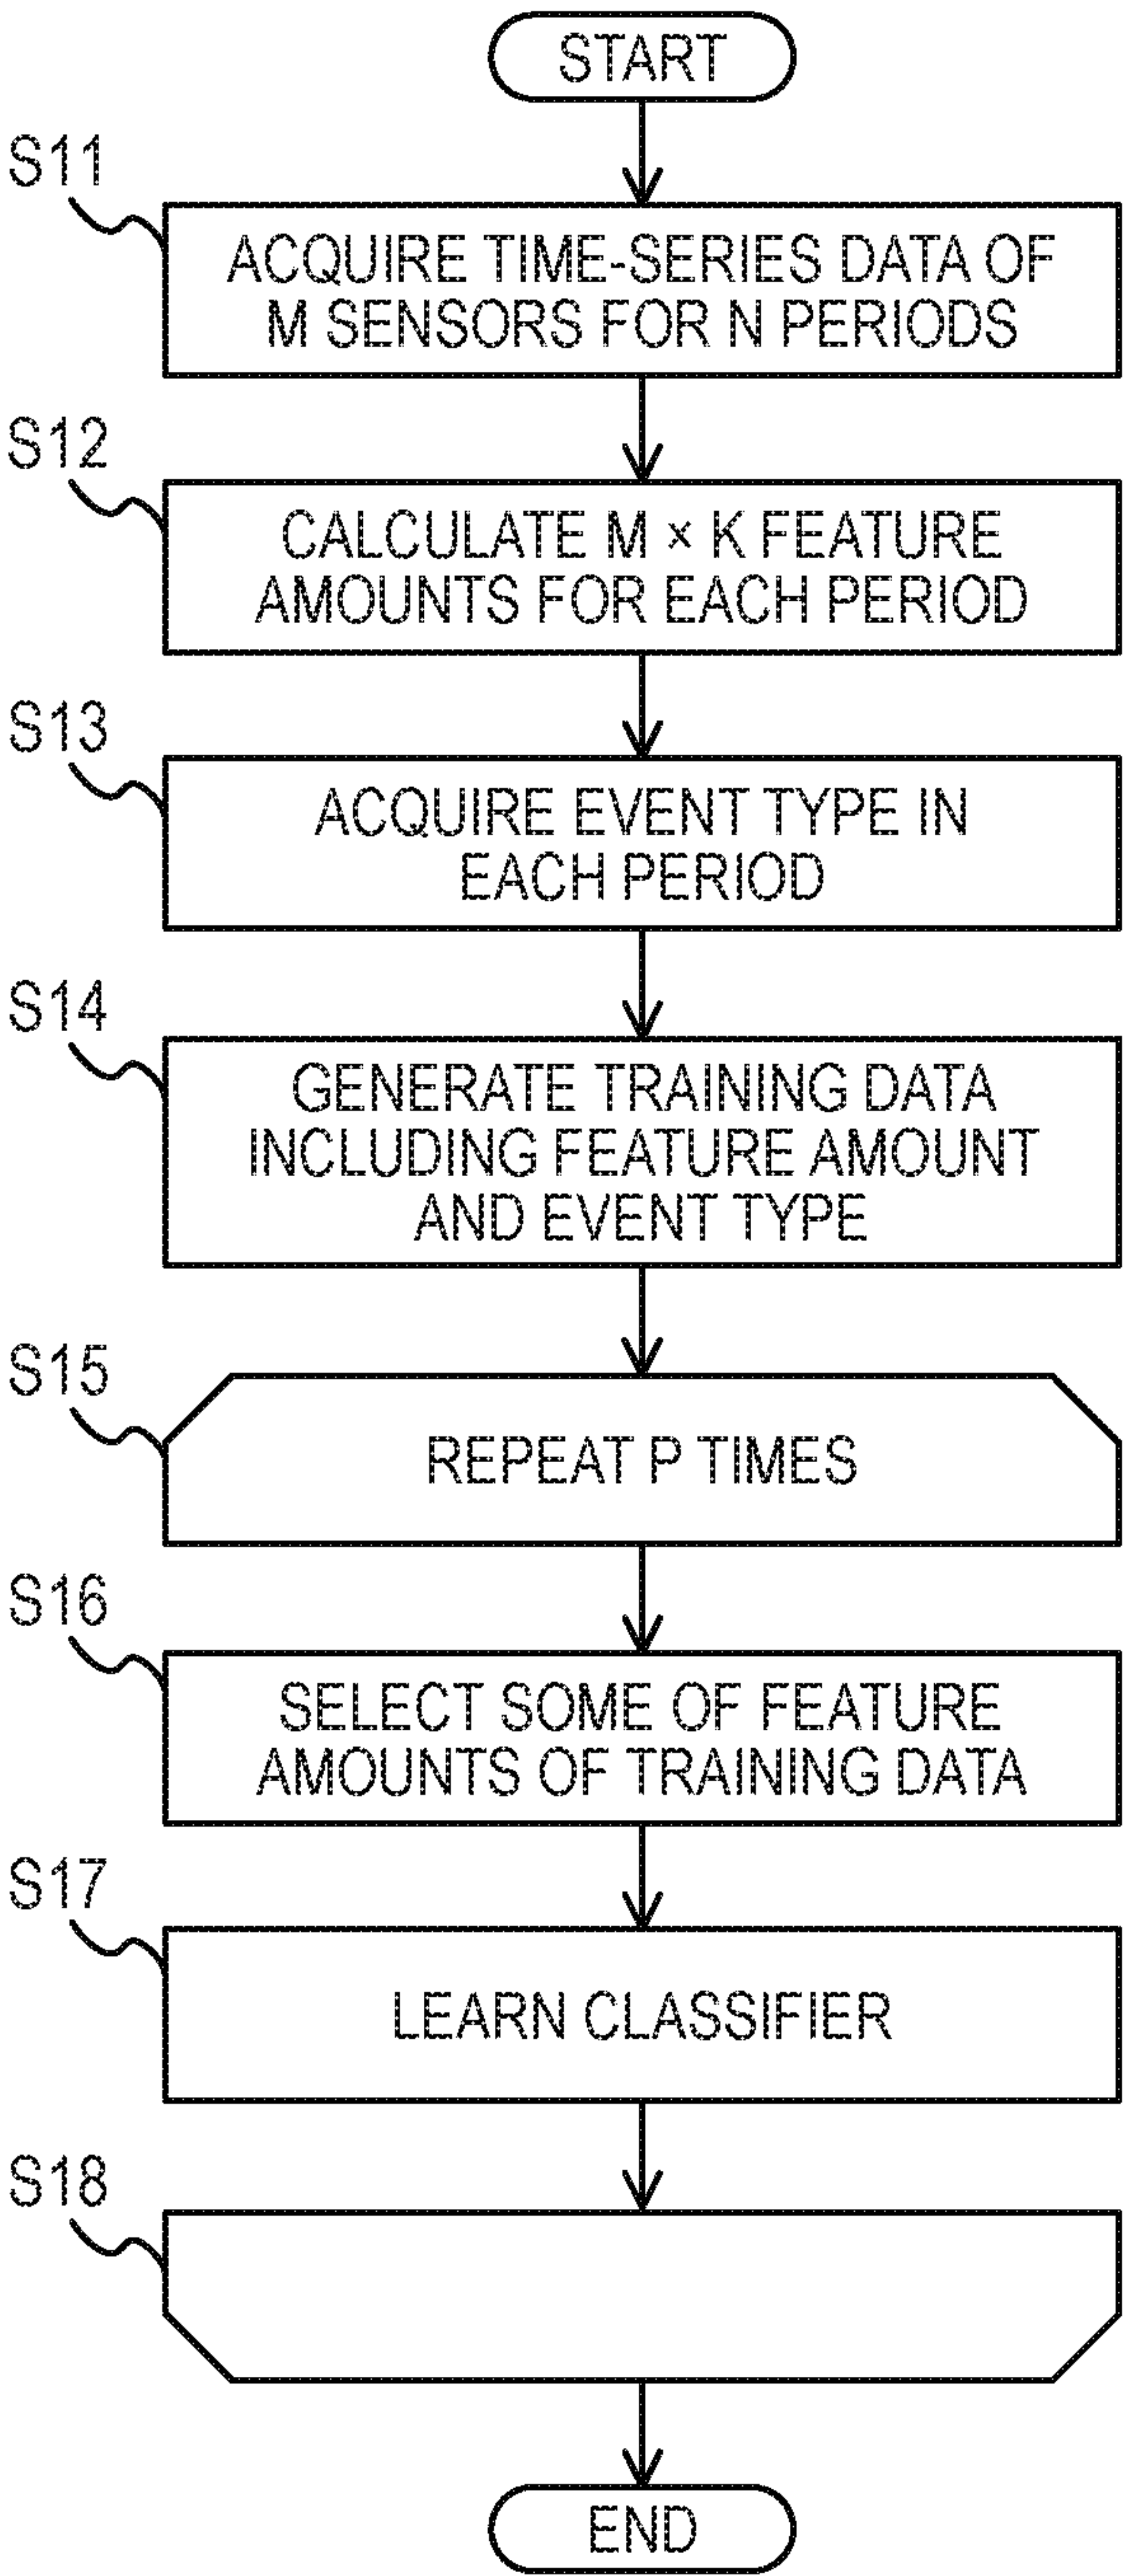 START
S11
ACQUIRE TIME-SERIES DATA OF
M SENSORS FOR N PERIODS
S12
CALCULATE M × K FEATURE
AMOUNTS FOR EACH PERIOD
S13
ACQUIRE EVENT TYPE IN
EACH PERIOD
S14
GENERATE TRAINING DATA
INCLUDING FEATURE AMOUNT
AND EVENT TYPE
S15
REPEAT P TIMES
S16
SELECT SOME OF FEATURE
AMOUNTS OF TRAINING DATA
S17
LEARN CLASSIFIER
S18
END